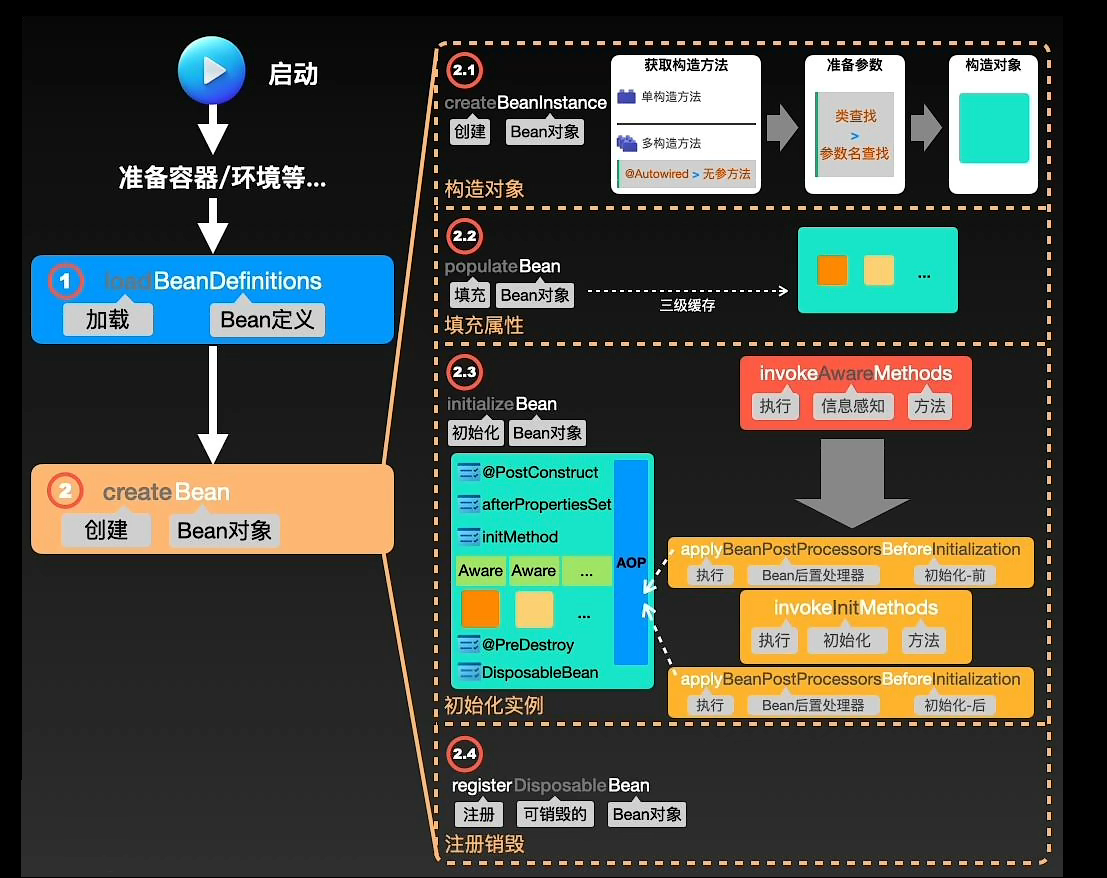 启动
准备容器/环境等...
1
loadBeanDefinitions
加载 Bean定义
2
createBean
创建 Bean对象
2.1
createBeanInstance
创建 Bean对象
构造对象
获取构造方法
单构造方法
多构造方法
@Autowired > 无参方法
准备参数
类查找
>
参数名查找
构造对象
2.2
populateBean
填充 Bean对象
填充属性
三级缓存
...
2.3
initializeBean
初始化 Bean对象
@PostConstruct
afterPropertiesSet
initMethod
Aware Aware ...
...
@PreDestroy
DisposableBean
AOP
初始化实例
invokeAwareMethods
执行 信息感知 方法
applyBeanPostProcessorsBeforeInitialization
执行 Bean后置处理器 初始化-前
invokeInitMethods
执行 初始化 方法
applyBeanPostProcessorsBeforeInitialization
执行 Bean后置处理器 初始化-后
2.4
registerDisposableBean
注册 可销毁的 Bean对象
注册销毁